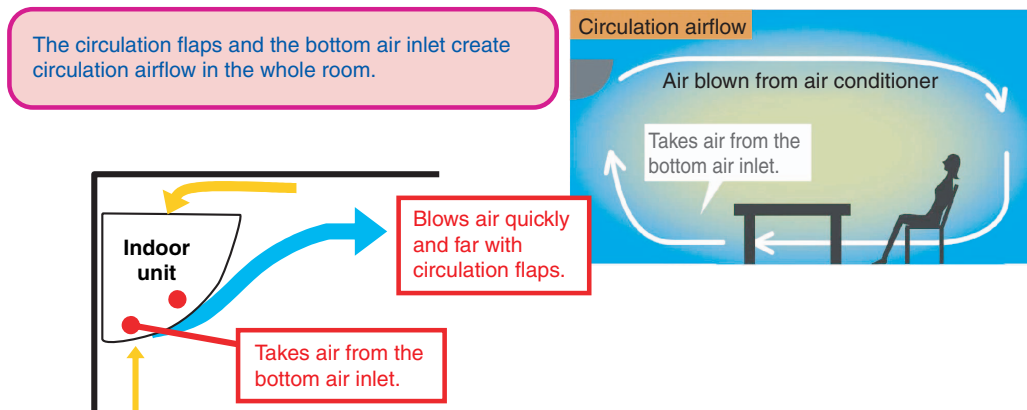 The circulation flaps and the bottom air inlet create
circulation airflow in the whole room.
Circulation airflow
Air blown from air conditioner
Takes air from the
bottom air inlet.
Indoor
unit
Blows air quickly
and far with
circulation flaps.
Takes air from the
bottom air inlet.